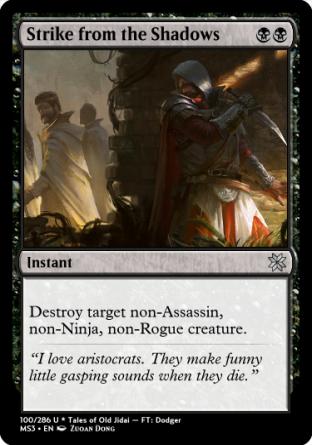 Strike from the Shadows
Instant
Destroy target non-Assassin,
non-Ninja, non-Rogue creature.
“I love aristocrats. They make funny
little gasping sounds when they die.”
100/286 U * Tales of Old Jidai — FT: Dodger
MS3 • EN Zuoan Dong